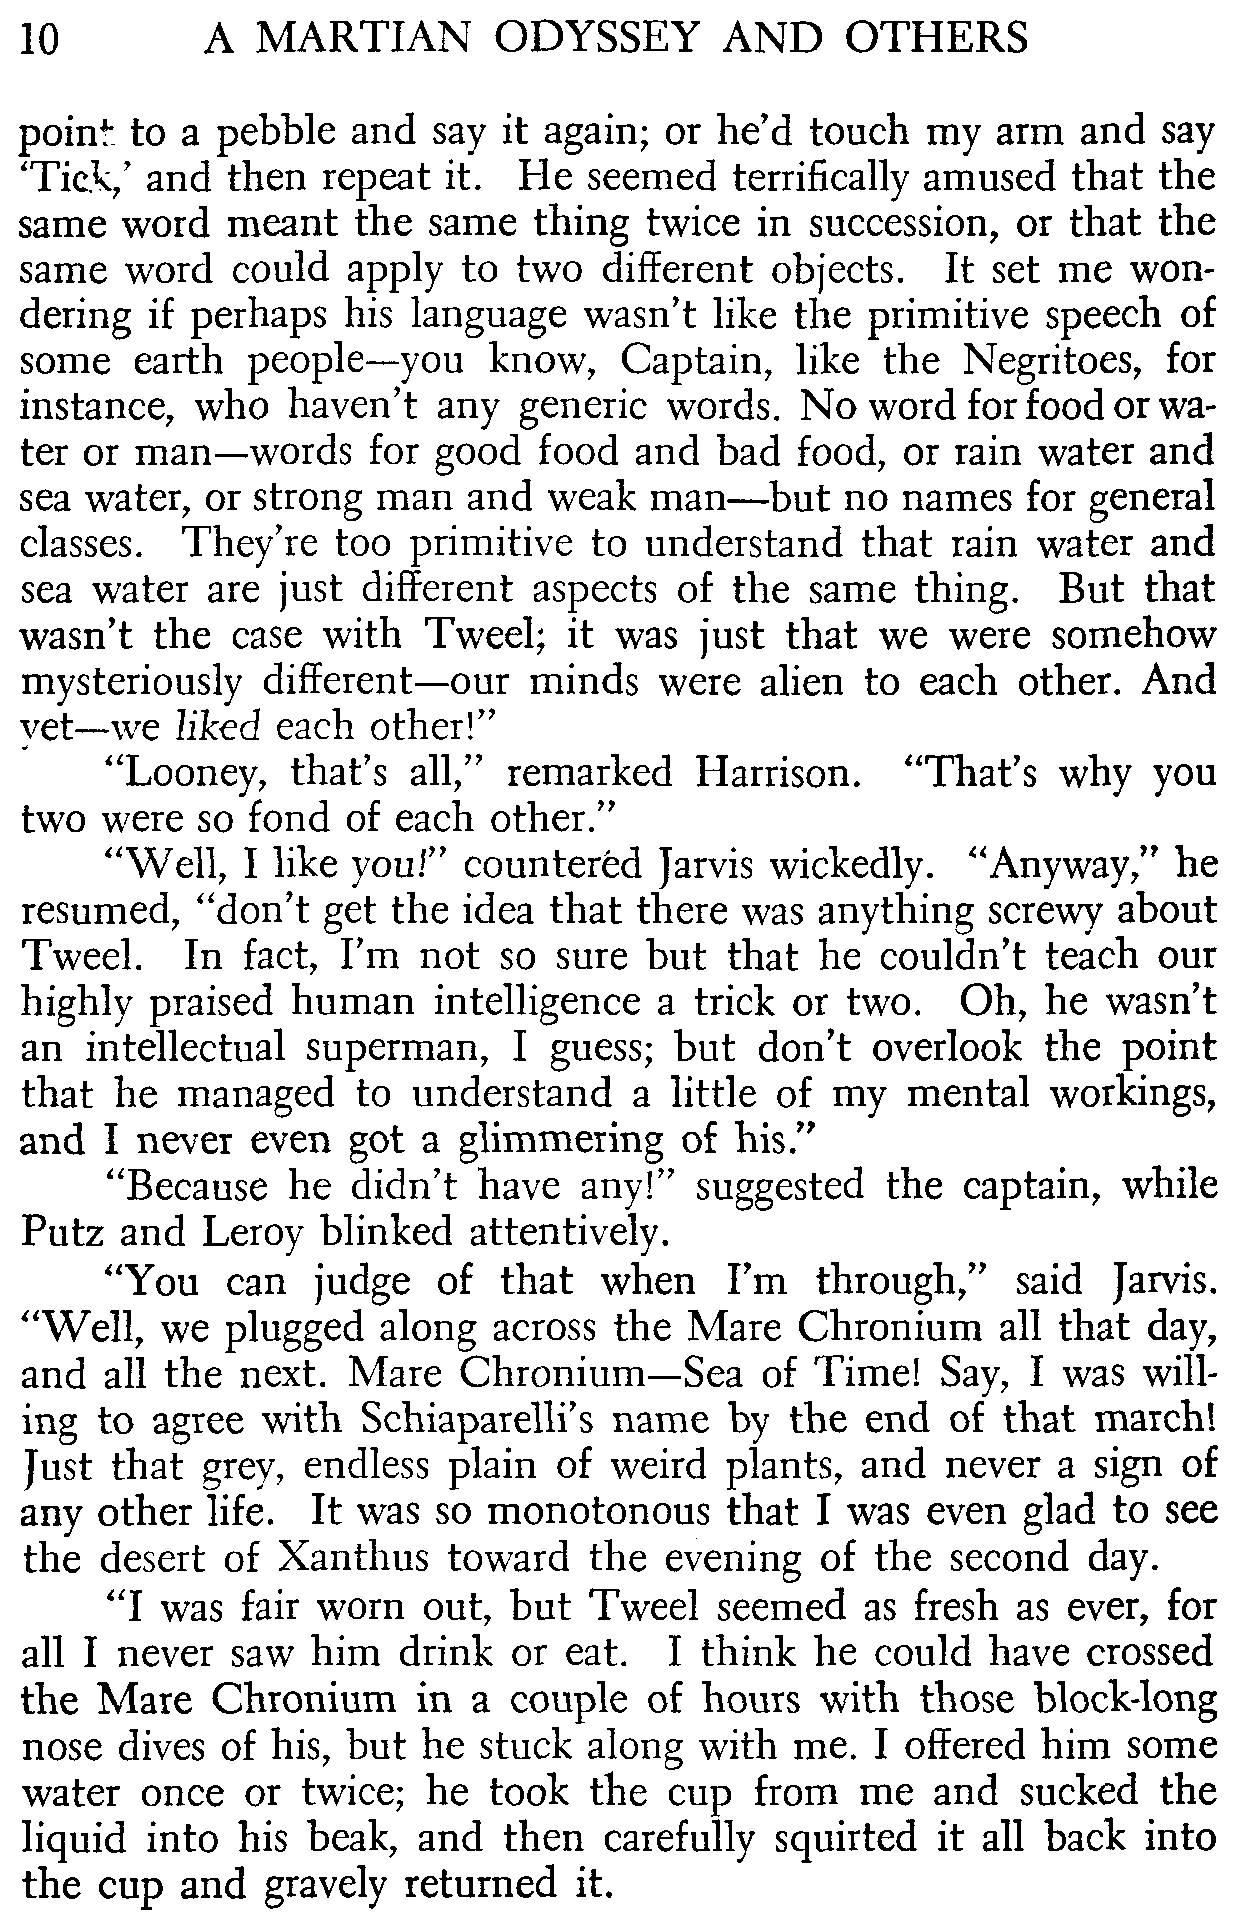 10 A MARTIAN ODYSSEY AND OTHERS
point to a pebble and say it again; or he’d touch my arm and say
‘Tick,’ and then repeat it. He seemed terrifically amused that the
same word meant the same thing twice in succession, or that the
same word could apply to two different objects. It set me won-
dering if perhaps his language wasn’t like the primitive speech of
some earth people—you know, Captain, like the Negritoes, for
instance, who haven’t any generic words. No word for food or wa-
ter or man—words for good food and bad food, or rain water and
sea water, or strong man and weak man—but no names for general
classes. They’re too primitive to understand that rain water and
sea water are just different aspects of the same thing. But that
wasn’t the case with Tweel; it was just that we were somehow
mysteriously different—our minds were alien to each other. And
yet—we liked each other!”
“Looney, that’s all,” remarked Harrison. “That’s why you
two were so fond of each other.”
“Well, I like you!” countered Jarvis wickedly. “Anyway,” he
resumed, “don’t get the idea that there was anything screwy about
Tweel. In fact, I’m not so sure but that he couldn’t teach our
highly praised human intelligence a trick or two. Oh, he wasn’t
an intellectual superman, I guess; but don’t overlook the point
that he managed to understand a little of my mental workings,
and I never even got a glimmering of his.”
“Because he didn’t have any!” suggested the captain, while
Putz and Leroy blinked attentively.
“You can judge of that when I’m through,” said Jarvis.
“Well, we plugged along across the Mare Chronium all that day,
and all the next. Mare Chronium—Sea of Time! Say, I was will-
ing to agree with Schiaparelli’s name by the end of that march!
Just that grey, endless plain of weird plants, and never a sign of
any other life. It was so monotonous that I was even glad to see
the desert of Xanthus toward the evening of the second day.
“I was fair worn out, but Tweel seemed as fresh as ever, for
all I never saw him drink or eat. I think he could have crossed
the Mare Chronium in a couple of hours with those block-long
nose dives of his, but he stuck along with me. I offered him some
water once or twice; he took the cup from me and sucked the
liquid into his beak, and then carefully squirted it all back into
the cup and gravely returned it.